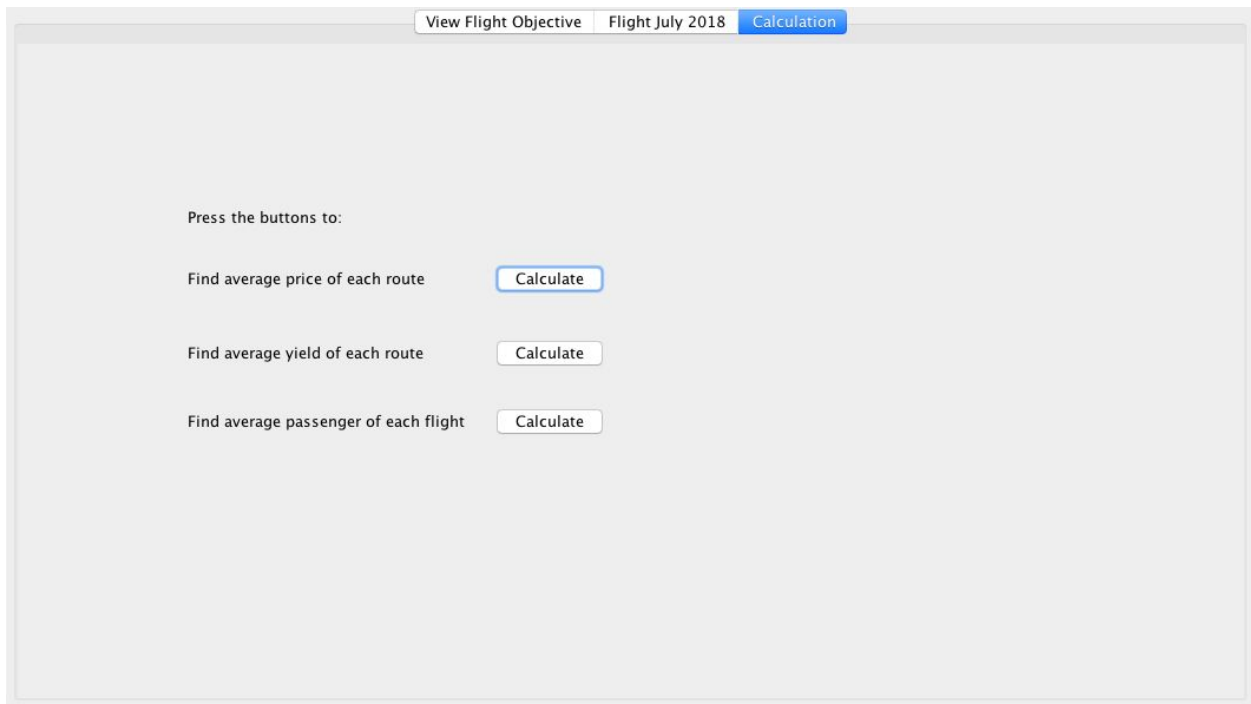 View Flight Objective Flight July 2018 Calculation
Press the buttons to:
Find average price of each route Calculate
Find average yield of each route Calculate
Find average passenger of each flight Calculate